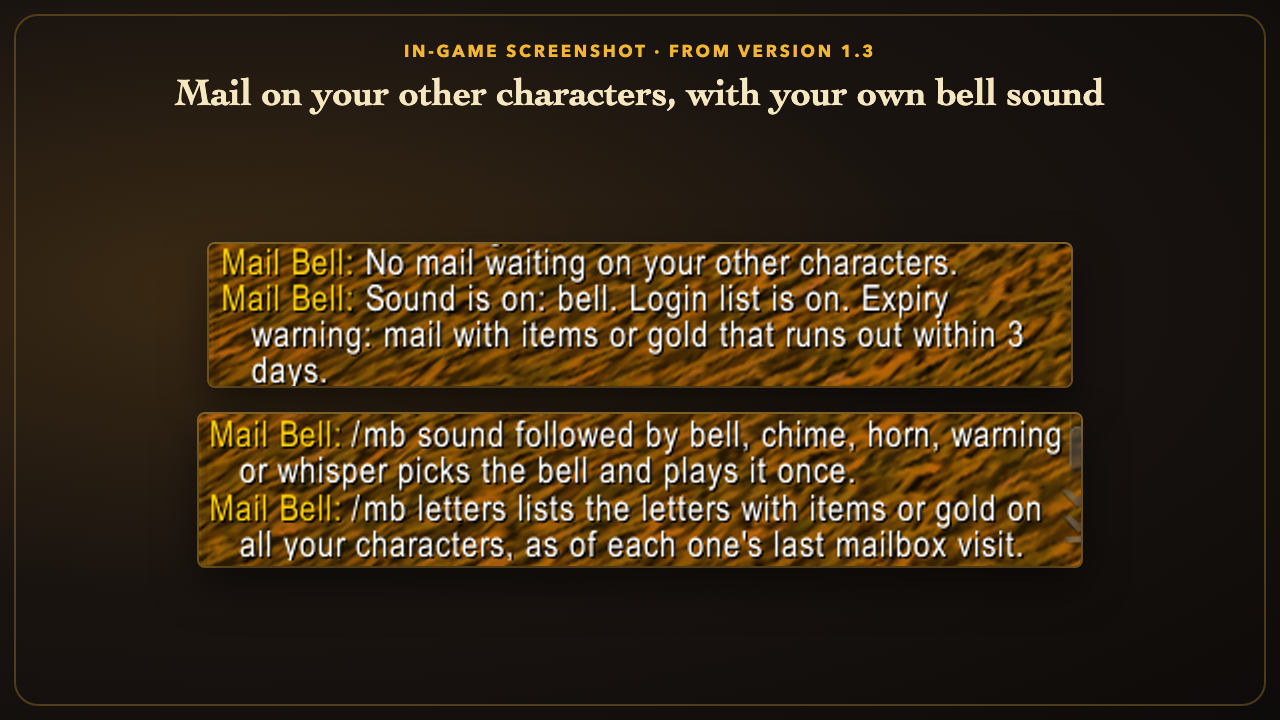 IN-GAME SCREENSHOT · FROM VERSION 1.3
Mail on your other characters, with your own bell sound
Mail Bell: No mail waiting on your other characters.
Mail Bell: Sound is on: bell. Login list is on. Expiry
warning: mail with items or gold that runs out within 3
days.
Mail Bell: /mb sound followed by bell, chime, horn, warning
or whisper picks the bell and plays it once.
Mail Bell: /mb letters lists the letters with items or gold on
all your characters, as of each one's last mailbox visit.